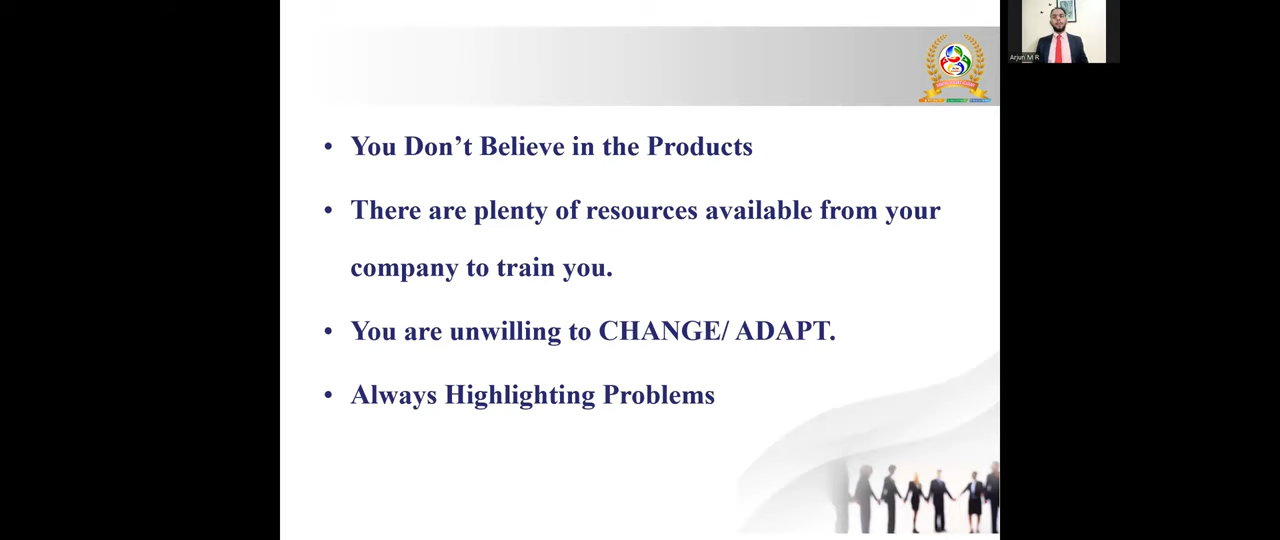 Arjun M R
• You Don't Believe in the Products
• There are plenty of resources available from your
company to train you.
• You are unwilling to CHANGE/ ADAPT.
• Always Highlighting Problems